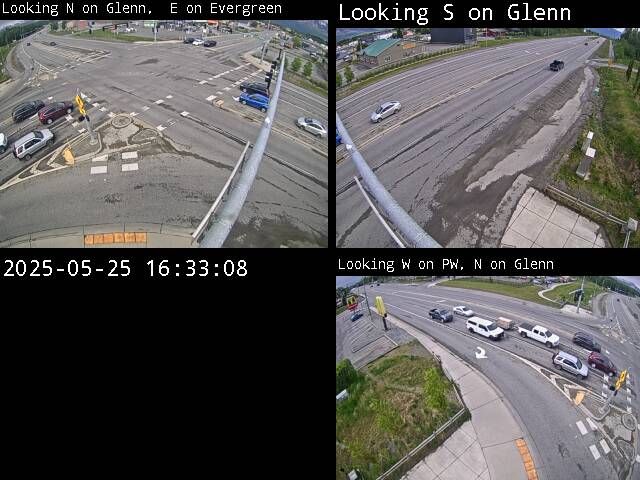 Looking N on Glenn, E on Evergreen
Looking S on Glenn
2025-05-25 16:33:08
Looking W on PW, N on Glenn